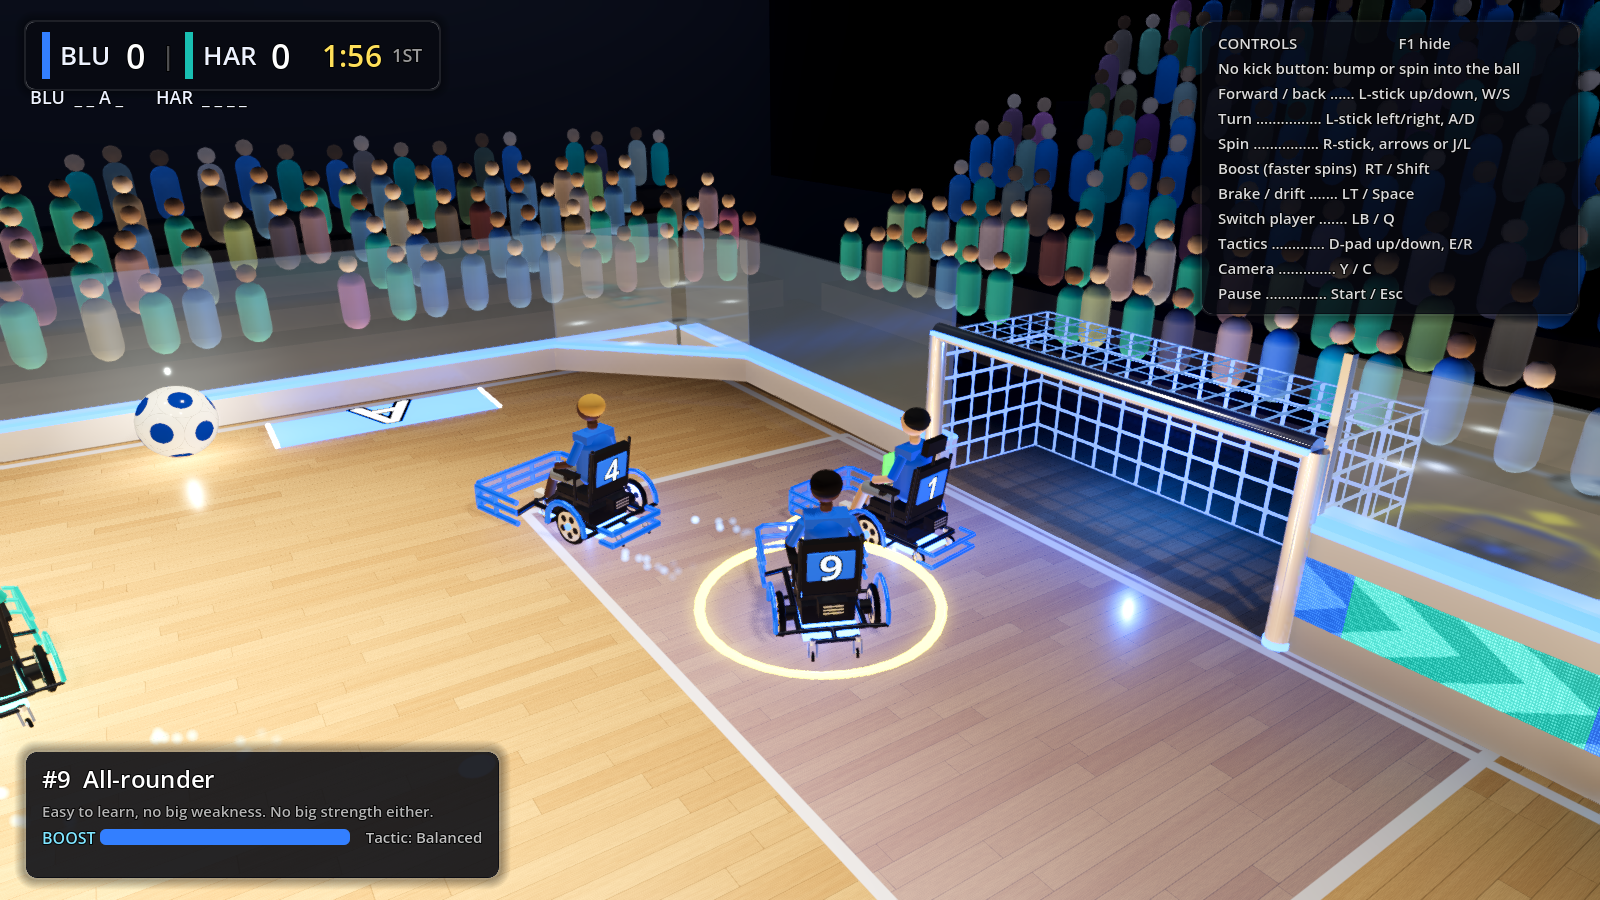 BLU 0 | HAR 0 1:56 1ST
BLU _ _ A _ HAR _ _ _ _
CONTROLS F1 hide
No kick button: bump or spin into the ball
Forward / back ...... L-stick up/down, W/S
Turn ............... L-stick left/right, A/D
Spin ................ R-stick, arrows or J/L
Boost (faster spins) RT / Shift
Brake / drift ....... LT / Space
Switch player ....... LB / Q
Tactics ............. D-pad up/down, E/R
Camera .............. Y / C
Pause ............... Start / Esc
A
4
1
9
#9 All-rounder
Easy to learn, no big weakness. No big strength either.
BOOST Tactic: Balanced